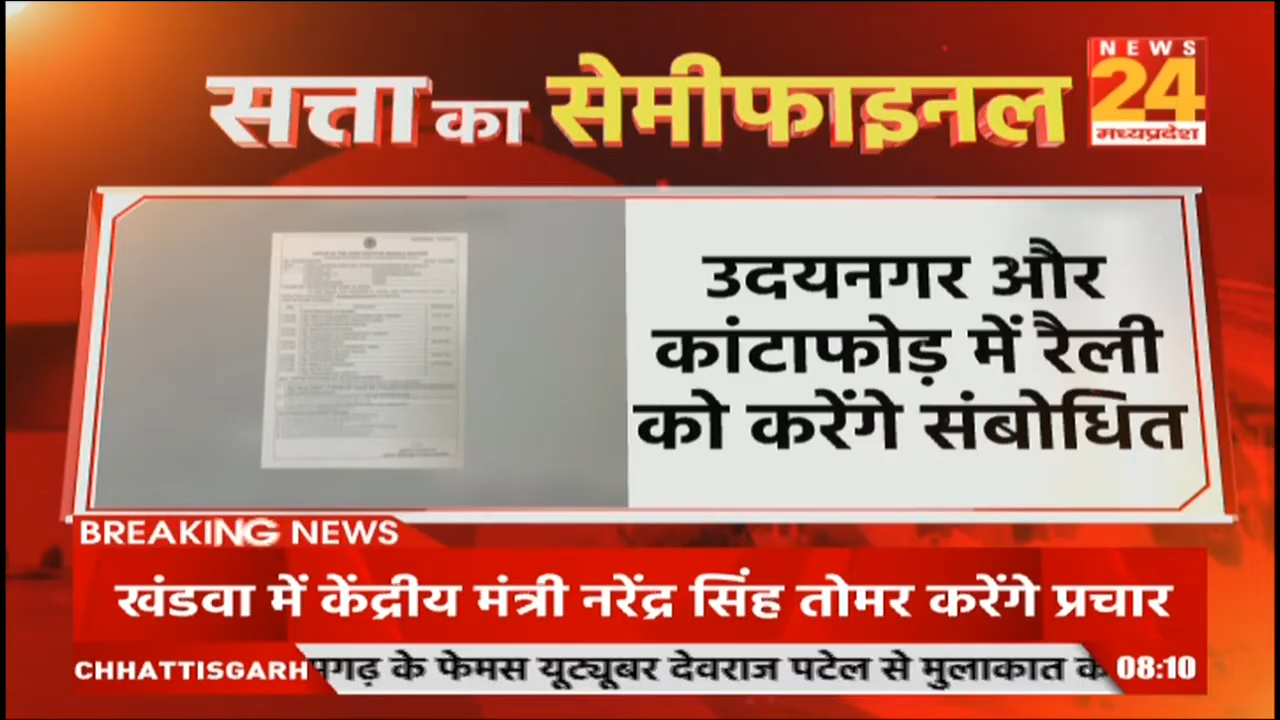 सत्ता का सेमीफाइनल
NEWS
24
मध्यप्रदेश
उदयनगर और
कांटाफोड़ में रैली
को करेंगे संबोधित
BREAKING NEWS
खंडवा में केंद्रीय मंत्री नरेंद्र सिंह तोमर करेंगे प्रचार
CHHATTISGARH के फेमस यूट्यूबर देवराज पटेल से मुलाकात 08:10